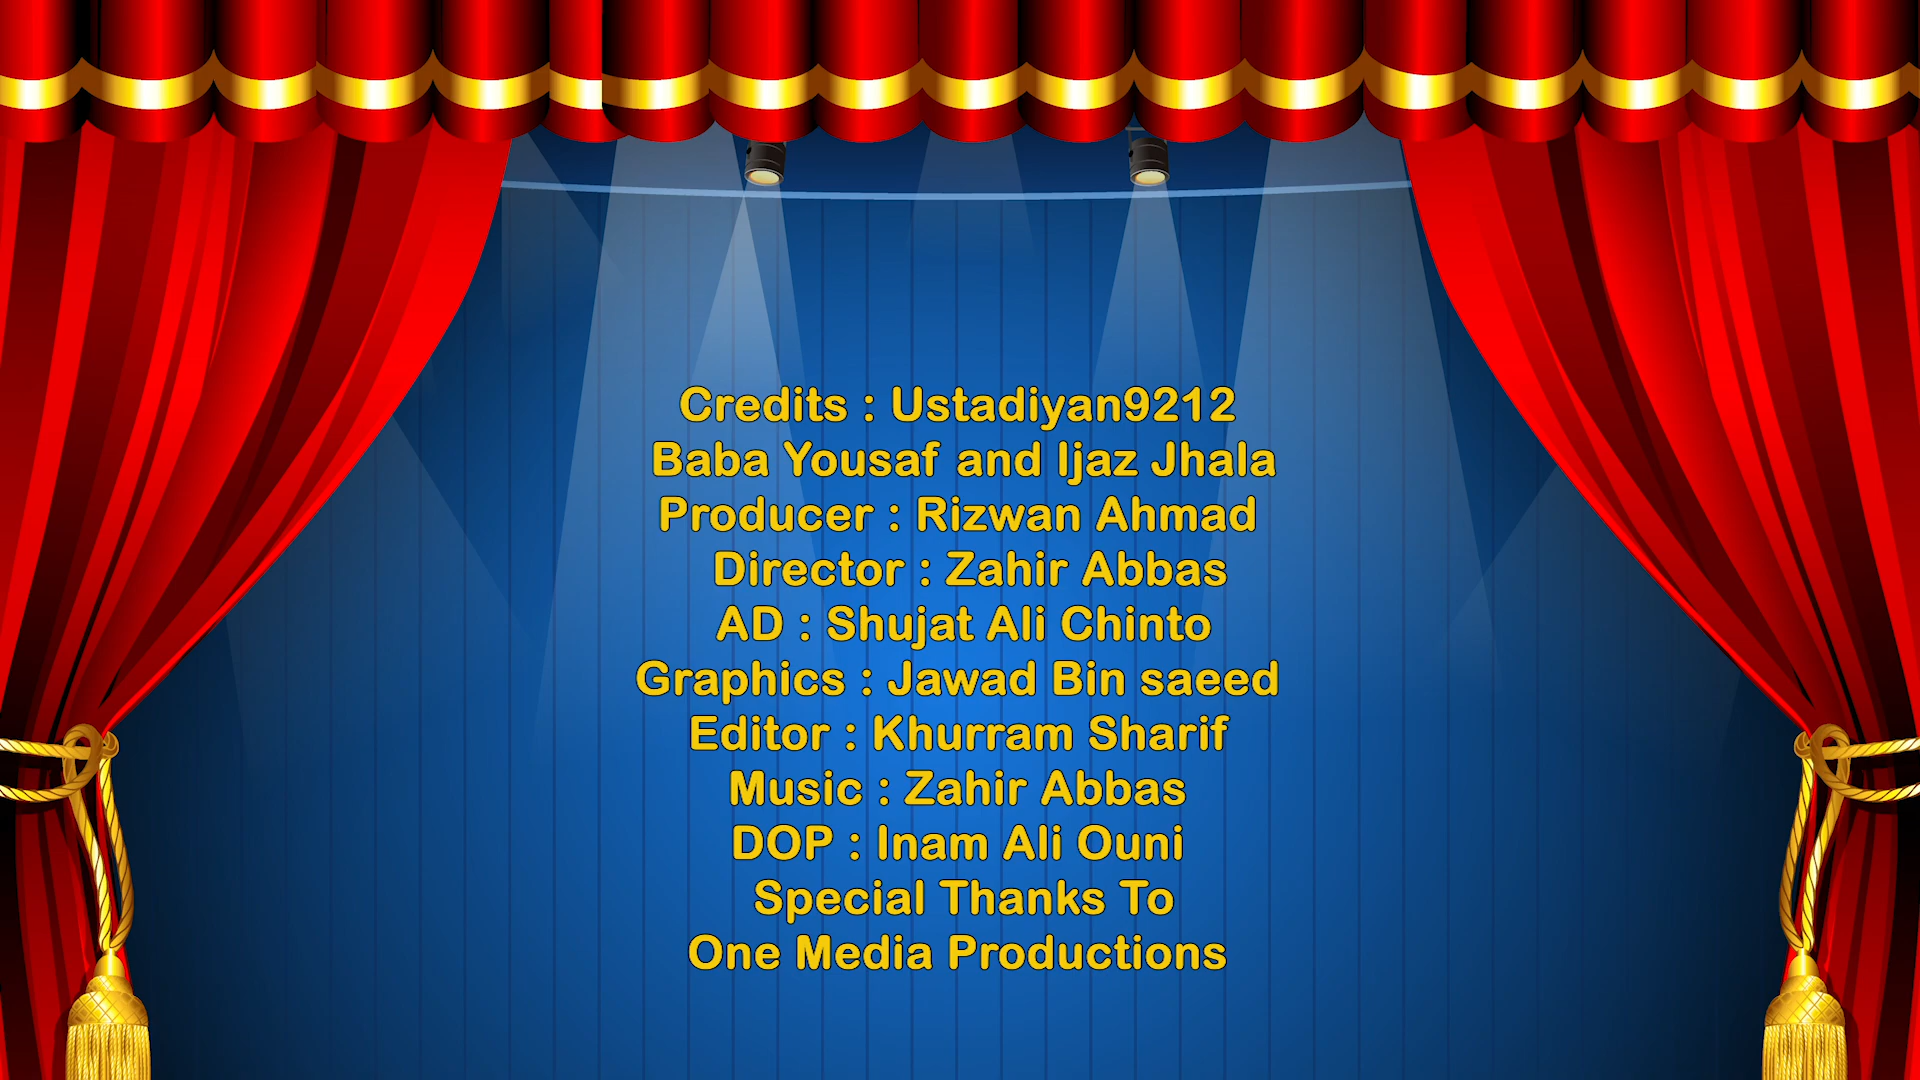 Credits : Ustadiyan9212
Baba Yousaf and Ijaz Jhala
Producer : Rizwan Ahmad
Director : Zahir Abbas
AD : Shujat Ali Chinto
Graphics : Jawad Bin saeed
Editor : Khurram Sharif
Music : Zahir Abbas
DOP : Inam Ali Ouni
Special Thanks To
One Media Productions